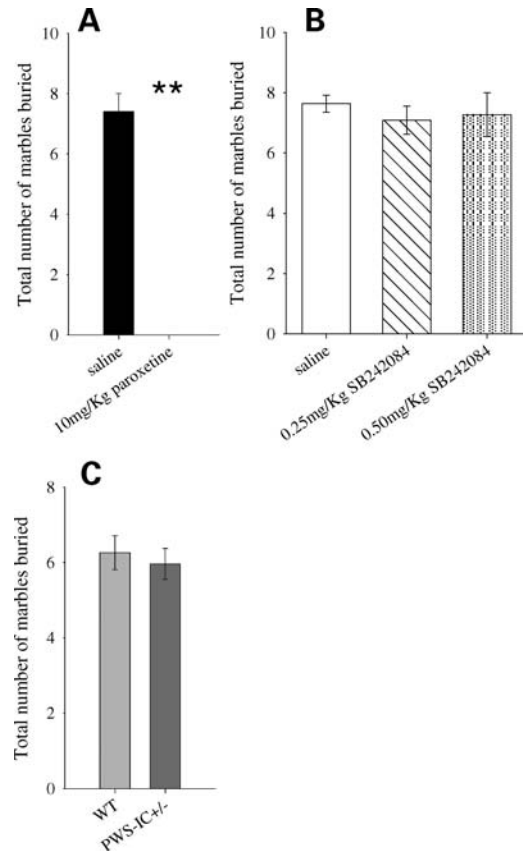 A
Total number of marbles buried
10
8
6
4
2
0
**
saline
10mg/Kg paroxetine
B
Total number of marbles buried
10
8
6
4
2
0
saline
0.25mg/Kg SB242084
0.50mg/Kg SB242084
C
Total number of marbles buried
8
6
4
2
0
WT
PWS-IC+/-